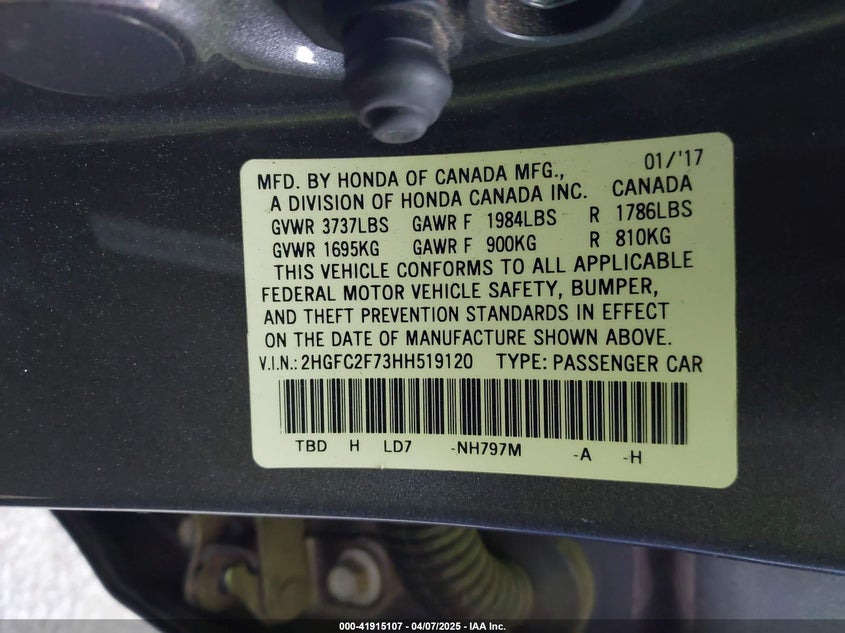 01/'17
MFD. BY HONDA OF CANADA MFG.,
A DIVISION OF HONDA CANADA INC. CANADA
GVWR 3737LBS GAWR F 1984LBS R 1786LBS
GVWR 1695KG GAWR F 900KG R 810KG
THIS VEHICLE CONFORMS TO ALL APPLICABLE
FEDERAL MOTOR VEHICLE SAFETY, BUMPER,
AND THEFT PREVENTION STANDARDS IN EFFECT
ON THE DATE OF MANUFACTURE SHOWN ABOVE.
V.I.N.: 2HGFC2F73HH519120 TYPE: PASSENGER CAR
TBD H LD7 -NH797M -A -H
000-41915107 - 04/07/2025 - IAA Inc.